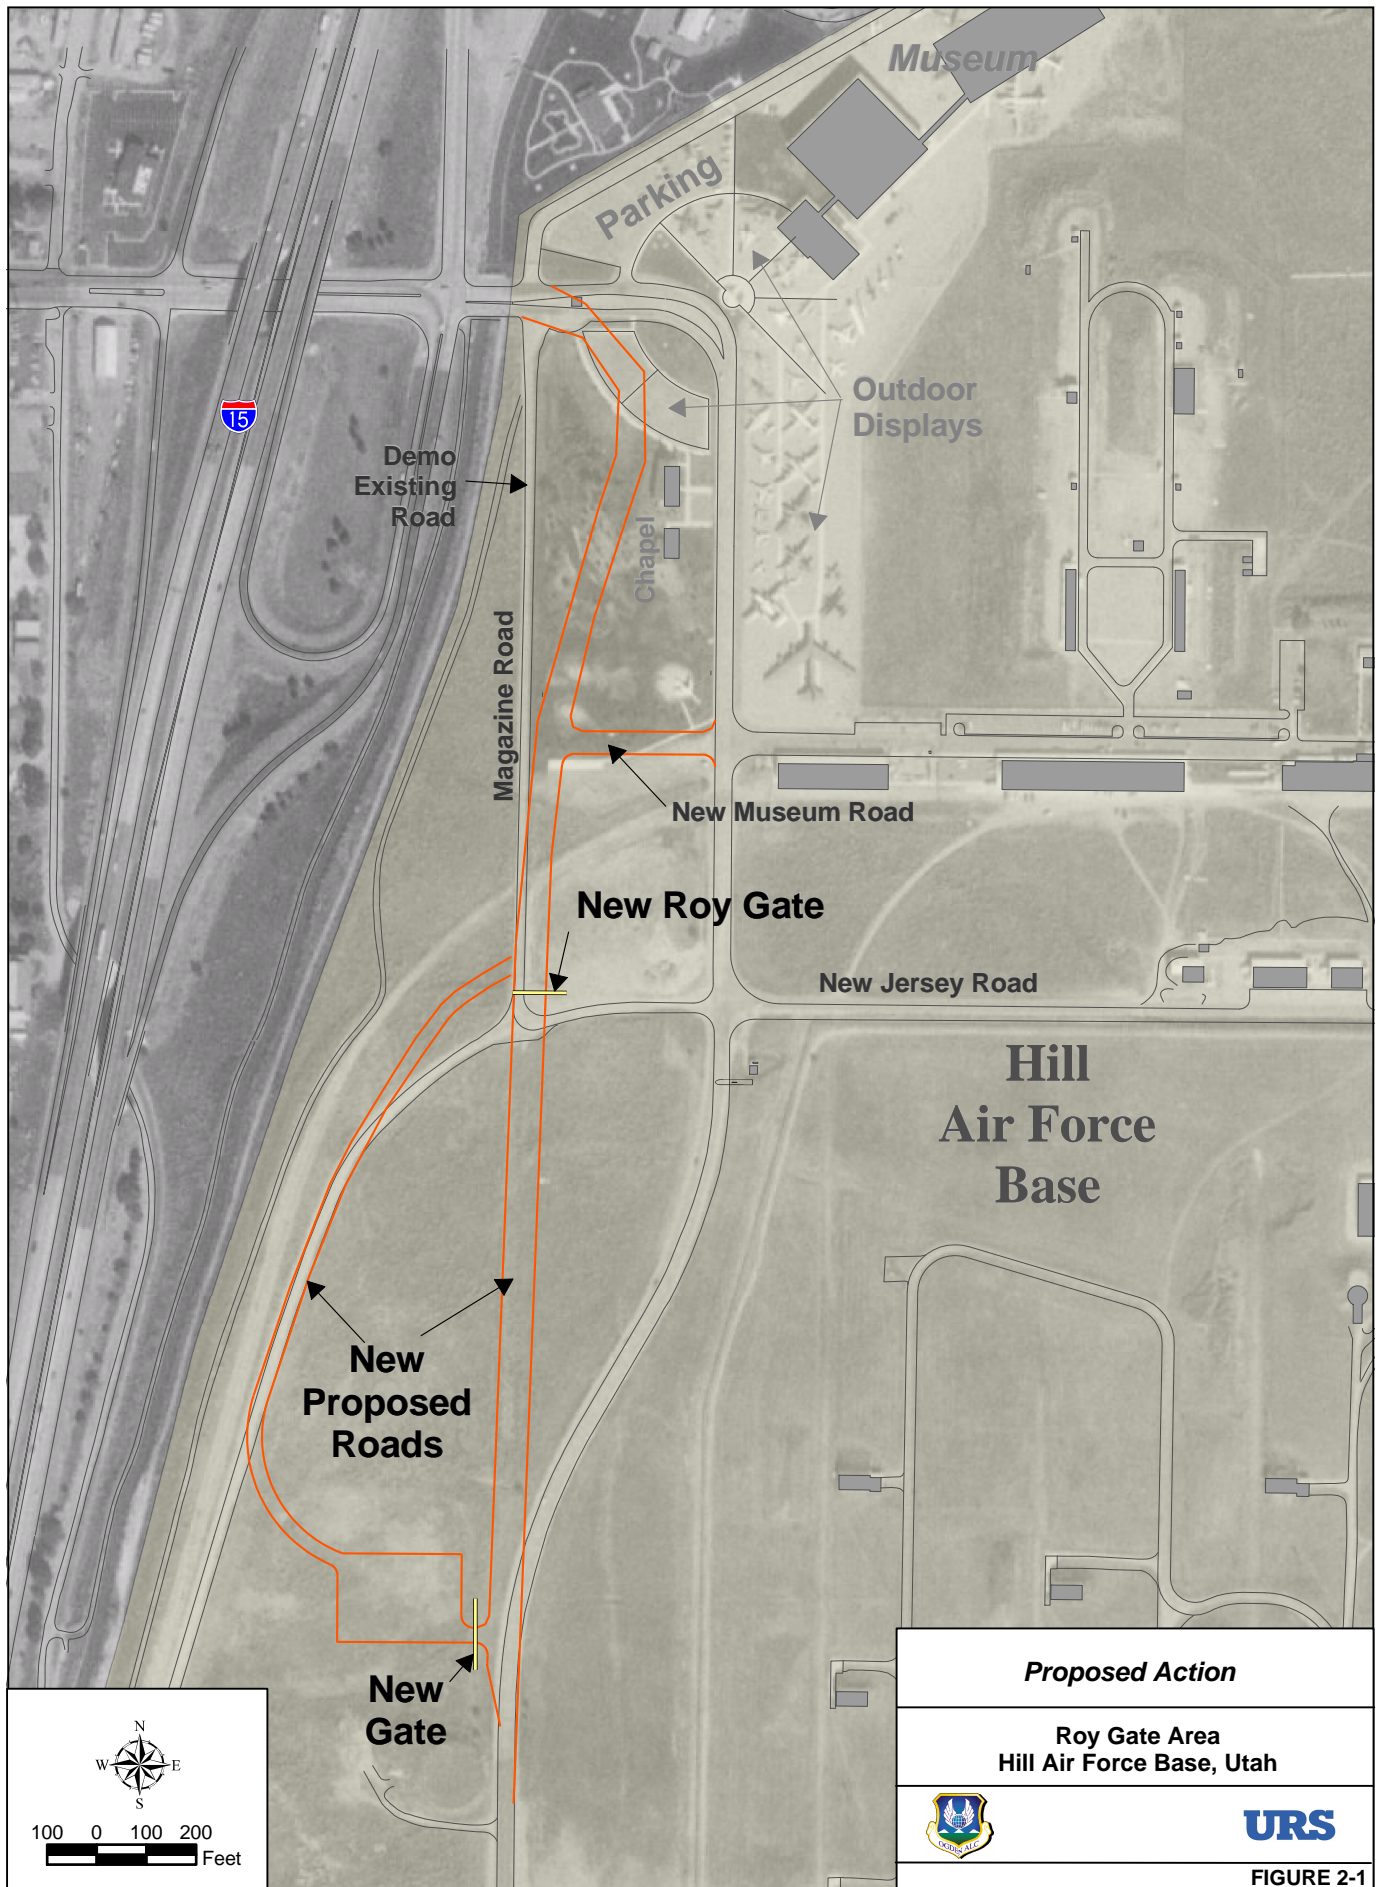 Museum
Parking
15
Outdoor
Displays
Demo
Existing
Road
Chapel
Magazine Road
New Museum Road
New Roy Gate
New Jersey Road
Hill
Air Force
Base
New
Proposed
Roads
New
Gate
N
W E
S
100 0 100 200
Feet
Proposed Action
Roy Gate Area
Hill Air Force Base, Utah
OGDEN ALC
URS
FIGURE 2-1